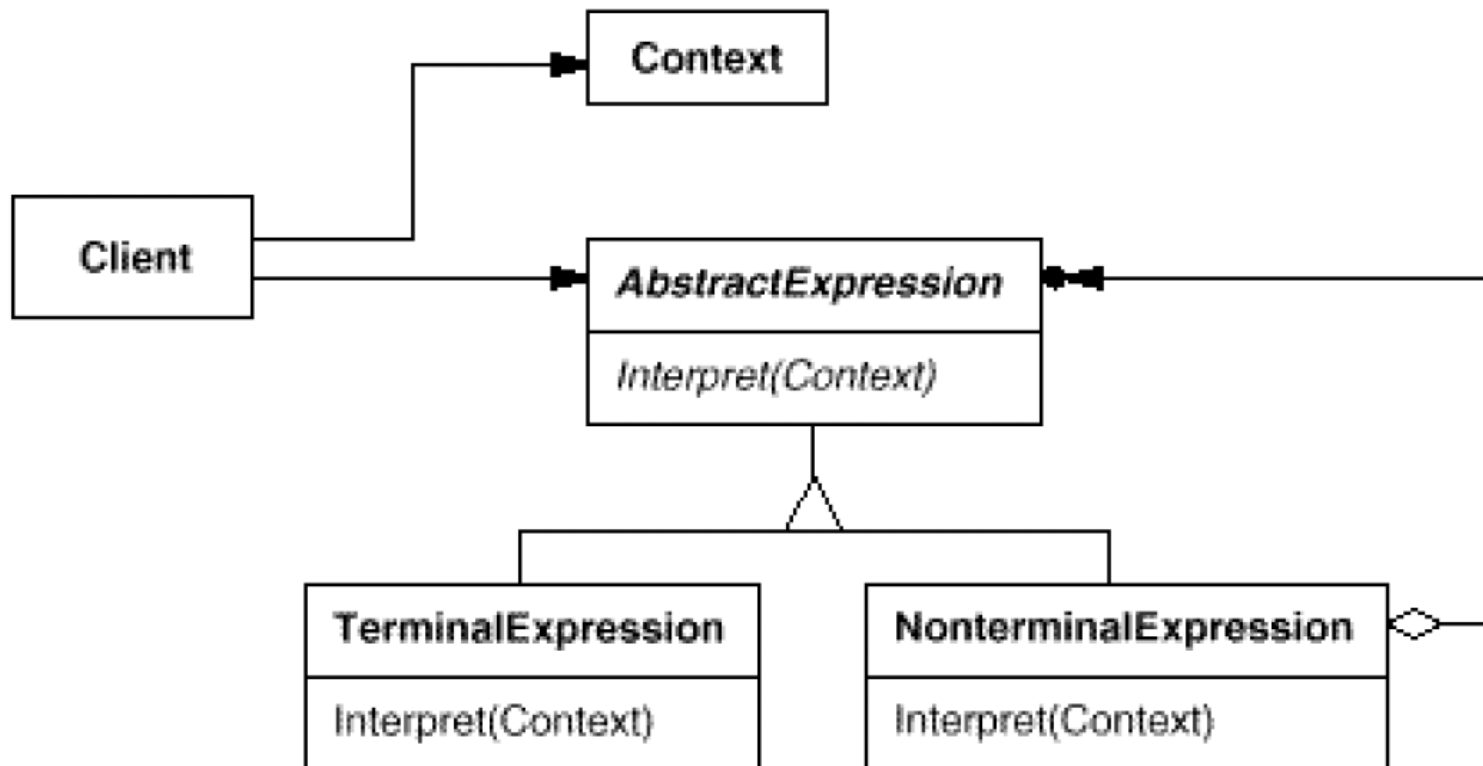 Context
Client
AbstractExpression
Interpret(Context)
TerminalExpression
Interpret(Context)
NonterminalExpression
Interpret(Context)